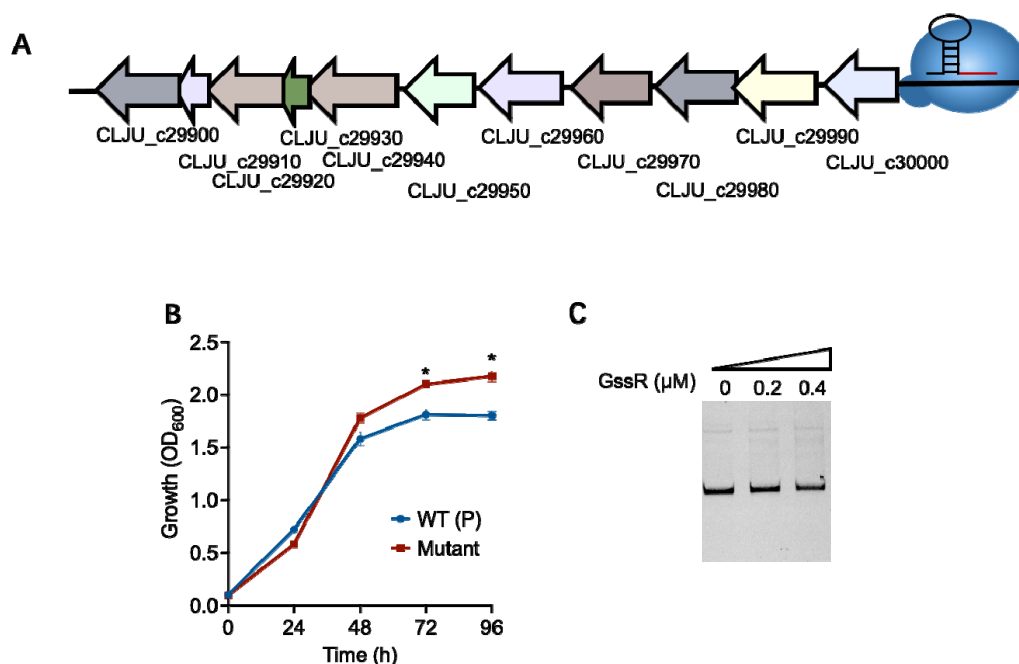 A
CLJU_c29900
CLJU_c29930
CLJU_c29960
CLJU_c29990
CLJU_c29910
CLJU_c29940
CLJU_c29970
CLJU_c30000
CLJU_c29920
CLJU_c29950
CLJU_c29980
B
Growth (OD600)
2.5
2.0
1.5
1.0
0.5
0.0
* *
WT (P)
Mutant
0 24 48 72 96
Time (h)
C
GssR (µM)
0 0.2 0.4